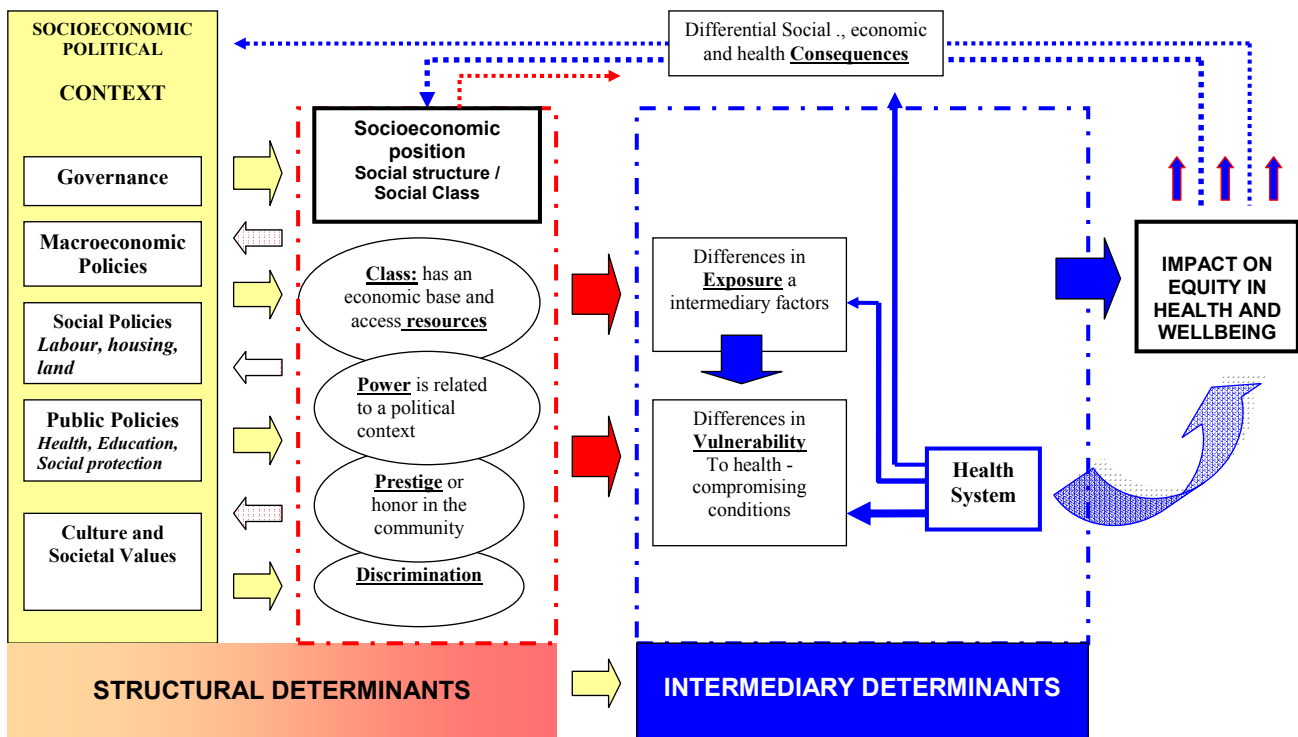 SOCIOECONOMIC
POLITICAL
CONTEXT
Governance
Macroeconomic
Policies
Social Policies
Labour, housing,
land
Public Policies
Health, Education,
Social protection
Culture and
Societal Values
Socioeconomic
position
Social structure /
Social Class
Class: has an
economic base and
access resources
Power is related
to a political
context
Prestige or
honor in the
community
Discrimination
Differential Social ., economic
and health Consequences
Differences in
Exposure a
intermediary factors
Differences in
Vulnerability
To health -
compromising
conditions
Health
System
IMPACT ON
EQUITY IN
HEALTH AND
WELLBEING
STRUCTURAL DETERMINANTS
INTERMEDIARY DETERMINANTS